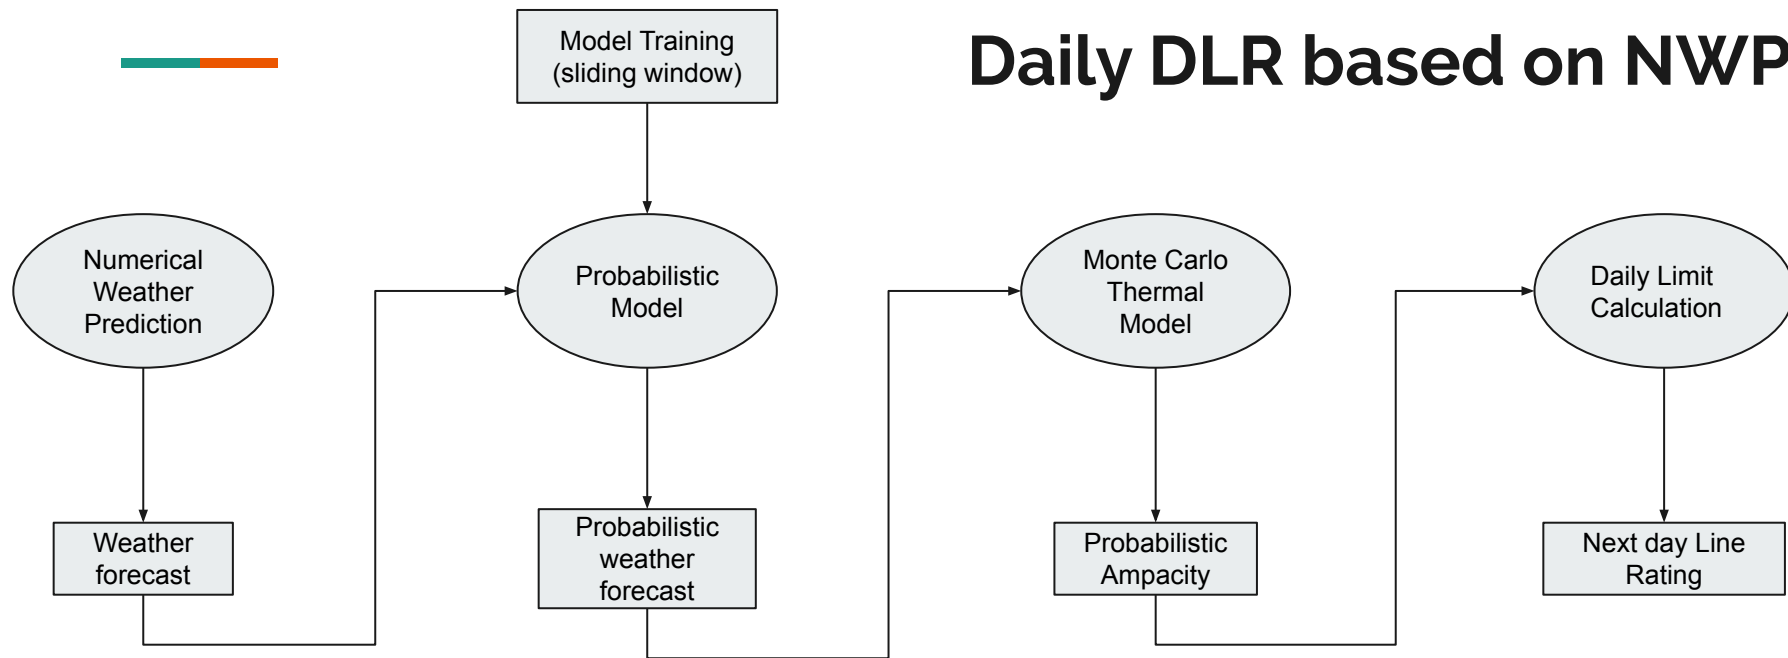 Daily DLR based on NWP
Model Training
(sliding window)
Numerical
Weather
Prediction
Probabilistic
Model
Monte Carlo
Thermal
Model
Daily Limit
Calculation
Weather
forecast
Probabilistic
weather
forecast
Probabilistic
Ampacity
Next day Line
Rating